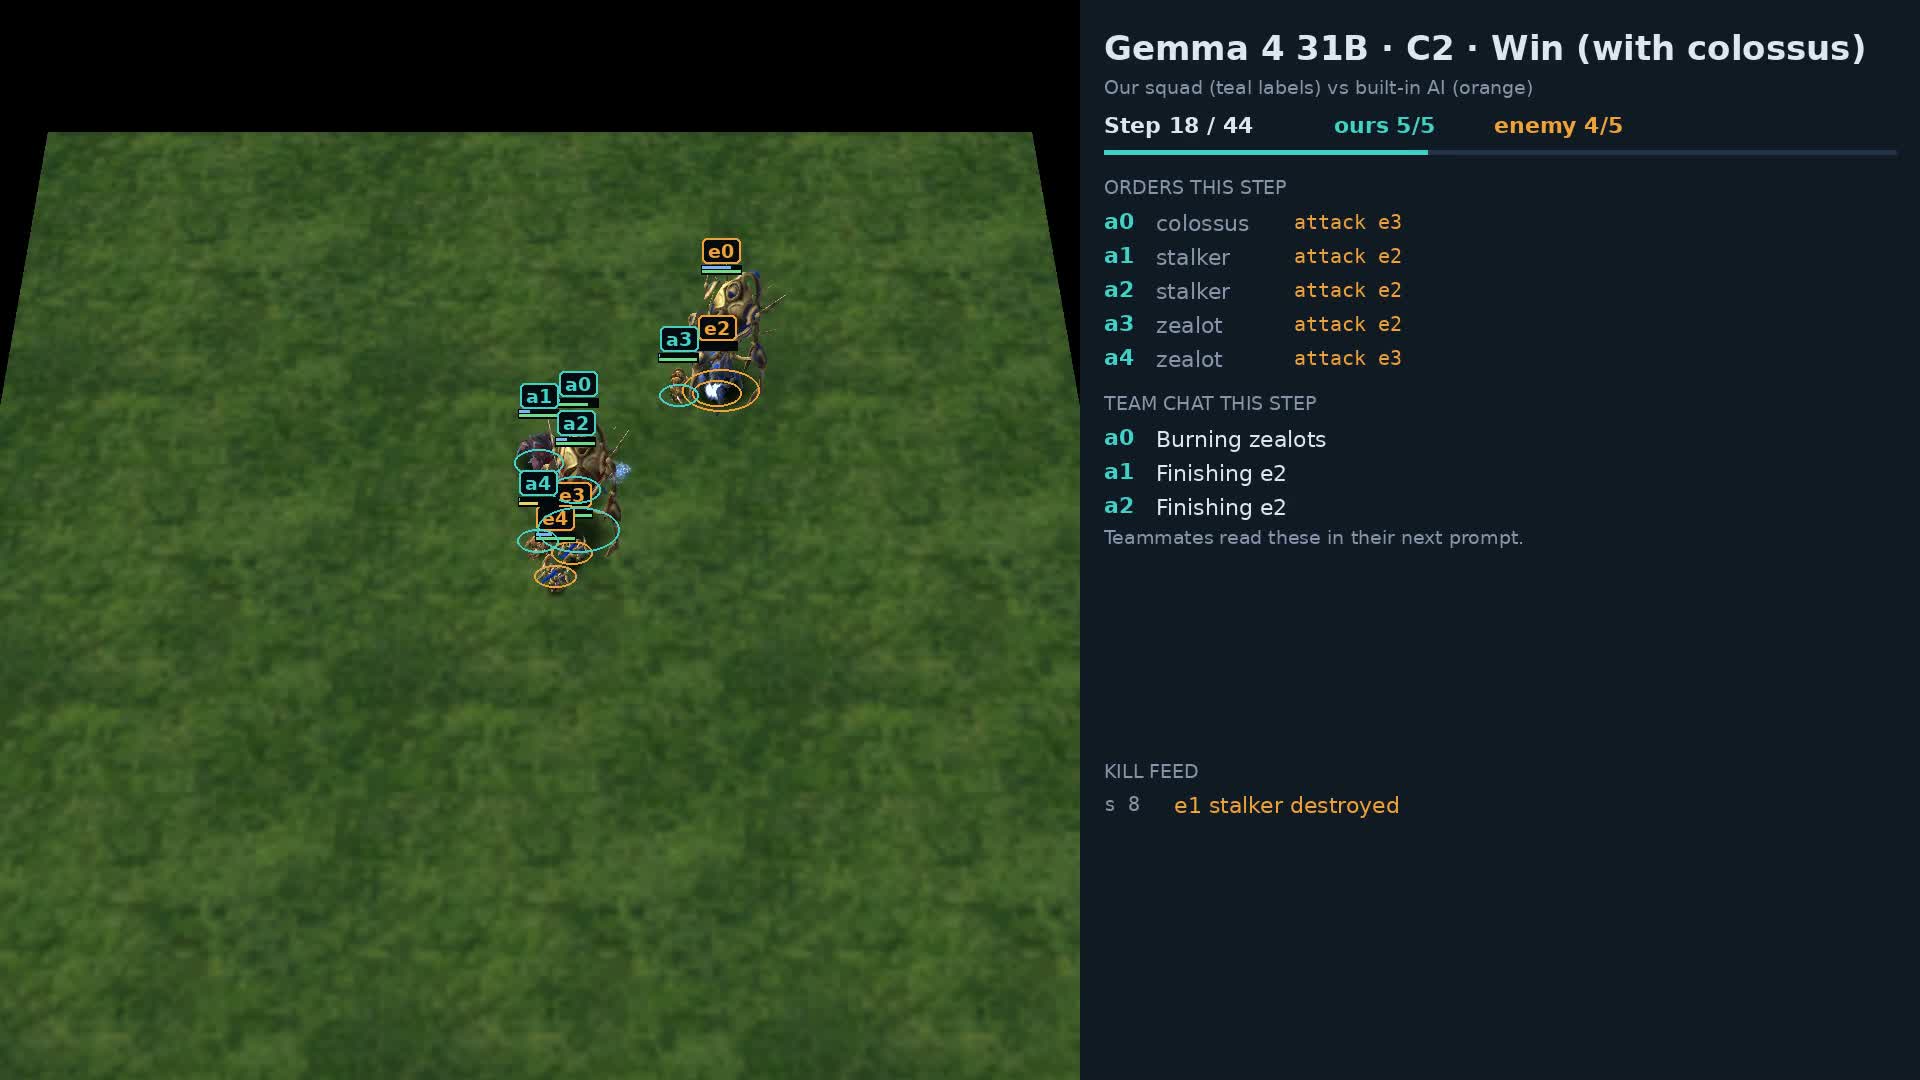 Gemma 4 31B · C2 · Win (with colossus)
Our squad (teal labels) vs built-in AI (orange)
Step 18 / 44 ours 5/5 enemy 4/5
ORDERS THIS STEP
a0 colossus attack e3
a1 stalker attack e2
a2 stalker attack e2
a3 zealot attack e2
a4 zealot attack e3
TEAM CHAT THIS STEP
a0 Burning zealots
a1 Finishing e2
a2 Finishing e2
Teammates read these in their next prompt.
KILL FEED
s 8 e1 stalker destroyed
e0
e2
a3
a0
a1
a2
a4
e3
e4